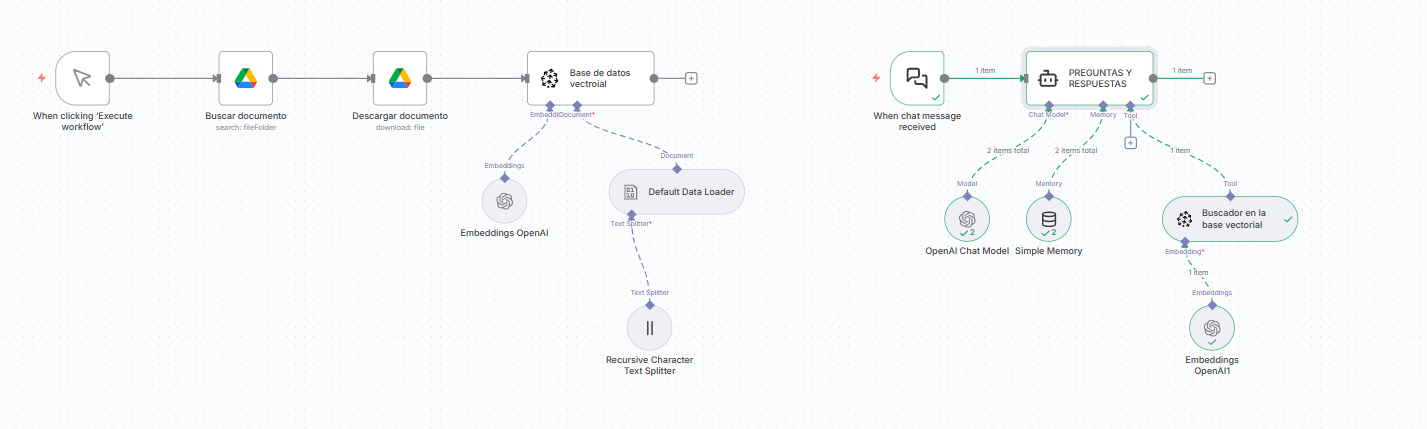 When clicking 'Execute
workflow'
Buscar documento
search: fileFolder
Descargar documento
download: file
Base de datos
vectroial
Embeddi
Document*
Embeddings
Embeddings OpenAI
Document
Default Data Loader
Text Splitter*
Text Splitter
Recursive Character
Text Splitter
When chat message
received
1 item
PREGUNTAS Y
RESPUESTAS
1 item
Chat Model*
Memory
Tool
2 items total
2 items total
1 item
Model
2
OpenAI Chat Model
Memory
2
Simple Memory
Tool
Buscador en la
base vectorial
Embedding*
1 item
Embeddings
Embeddings
OpenAI1